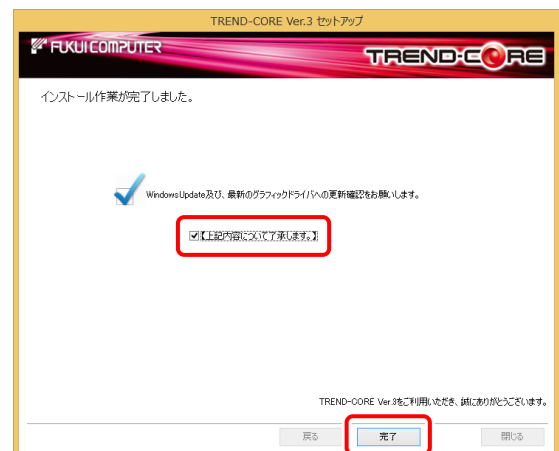 TREND-CORE Ver.3 セットアップ
FUKUI COMPUTER
TREND-CORE
インストール作業が完了しました。
WindowsUpdate及び、最新のグラフィックドライバへの更新確認をお願いします。
【上記内容について了承します。】
TREND-CORE Ver.3をご利用いただき、誠にありがとうございます。
戻る 完了 閉じる